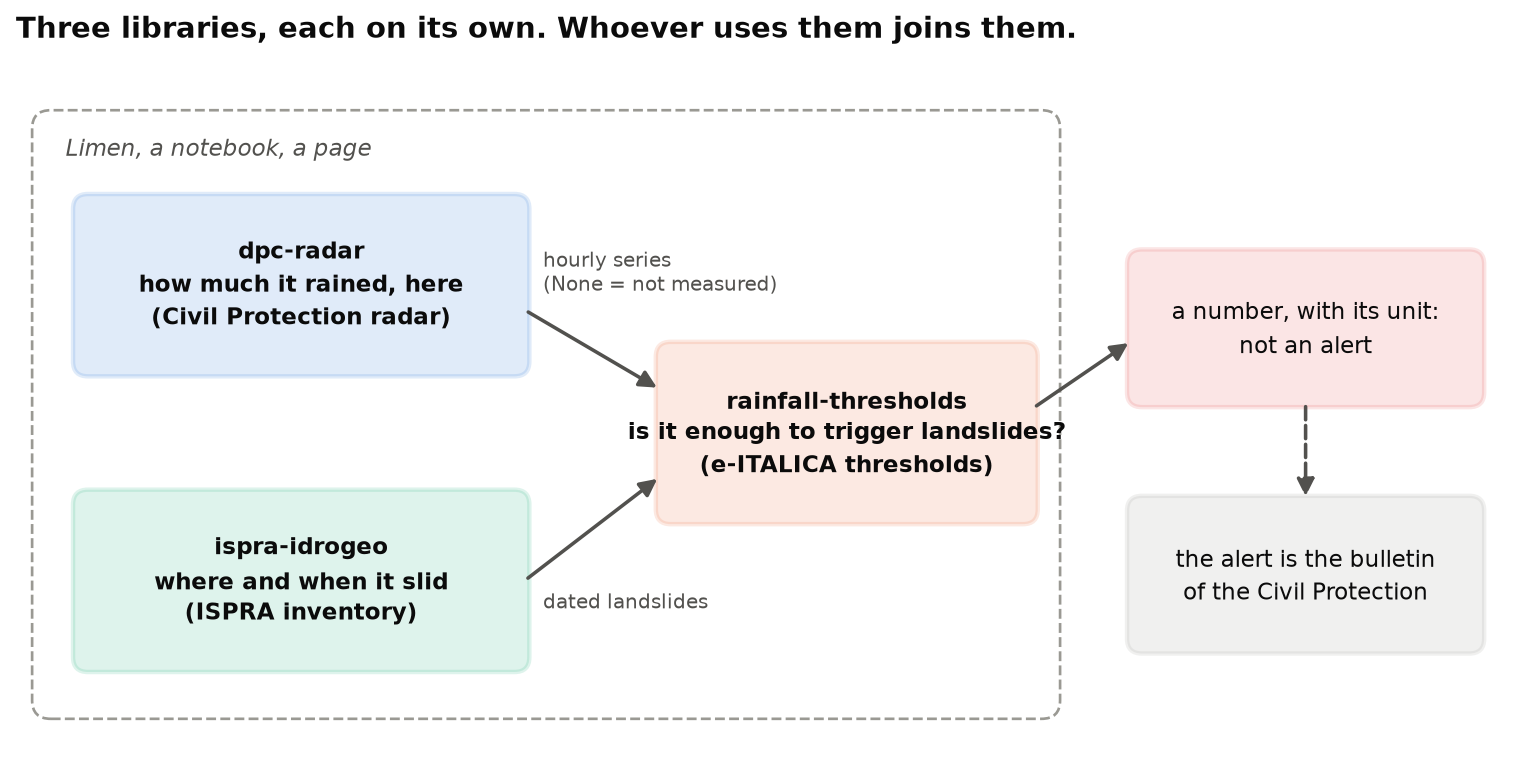 Three libraries, each on its own. Whoever uses them joins them.
Limen, a notebook, a page
dpc-radar
how much it rained, here
(Civil Protection radar)
hourly series
(None = not measured)
rainfall-thresholds
is it enough to trigger landslides?
(e-ITALICA thresholds)
ispra-idrogeo
where and when it slid
(ISPRA inventory)
dated landslides
a number, with its unit:
not an alert
the alert is the bulletin
of the Civil Protection